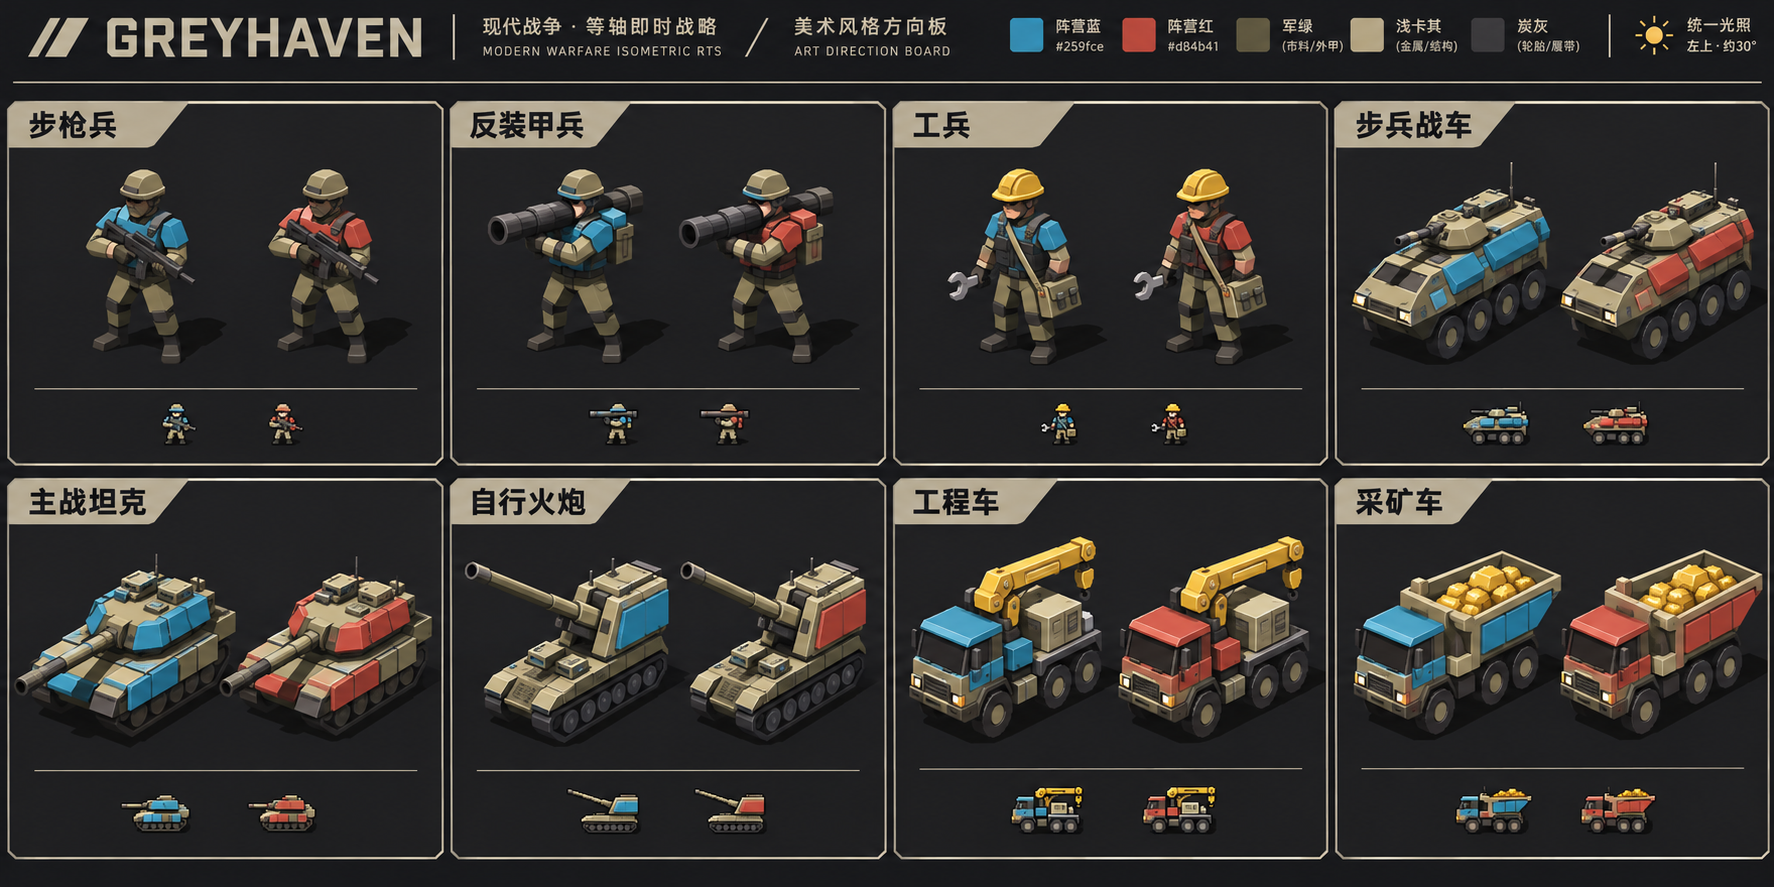 GREYHAVEN
现代战争 · 等轴即时战略
MODERN WARFARE ISOMETRIC RTS
美术风格方向板
ART DIRECTION BOARD
阵营蓝
#259fce
阵营红
#d84b41
军绿
(市料/外甲)
浅卡其
(金属/结构)
炭灰
(轮胎/履带)
统一光照
左上 · 约30°
步枪兵
反装甲兵
工兵
步兵战车
主战坦克
自行火炮
工程车
采矿车